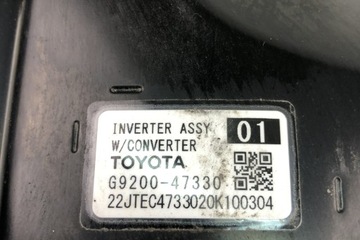 INVERTER ASSY 01
W/CONVERTER
TOYOTA
G9200-47330
22JTEC4733020K100304